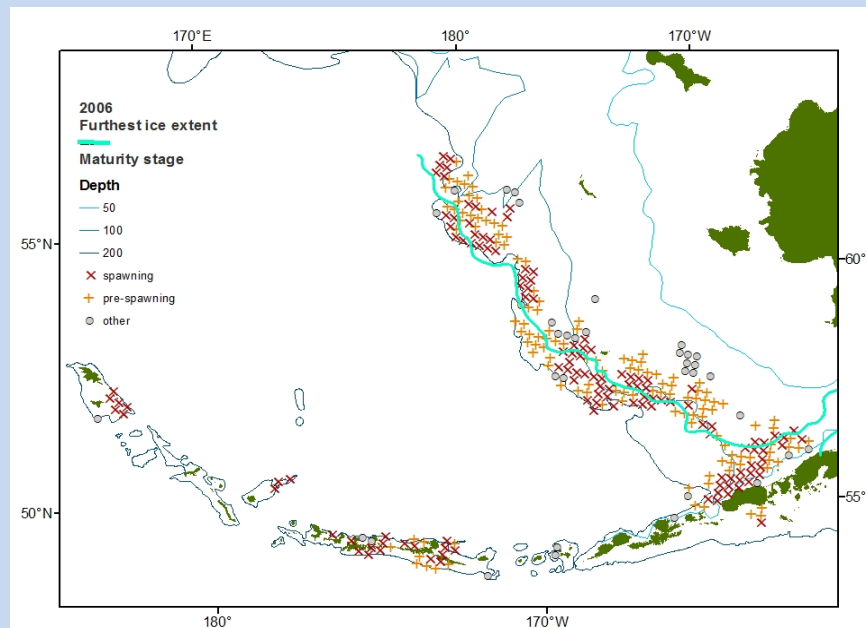 170°E 180° 170°W
2006
Furthest ice extent
Maturity stage
Depth
50
100
200
spawning
pre-spawning
other
55°N
60°
50°N
55°
180° 170°W